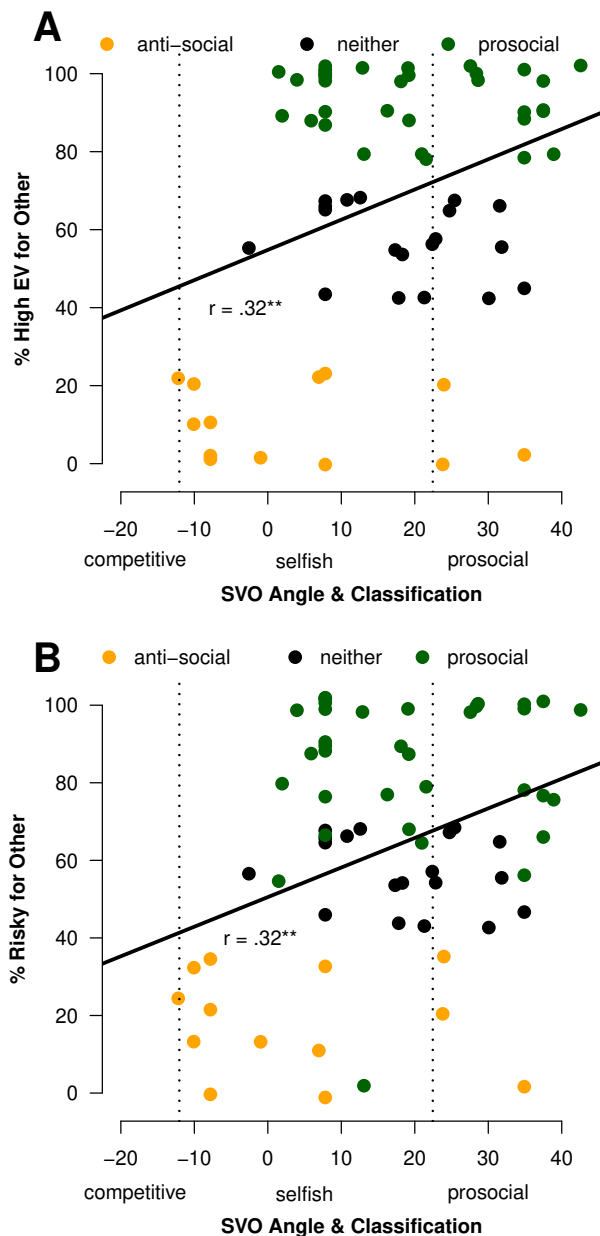 A
anti−social neither prosocial
100
80
60
40
20
0
% High EV for Other
r = .32**
−20 −10 0 10 20 30 40
competitive selfish prosocial
SVO Angle & Classification
B
anti−social neither prosocial
100
80
60
40
20
0
% Risky for Other
r = .32**
−20 −10 0 10 20 30 40
competitive selfish prosocial
SVO Angle & Classification